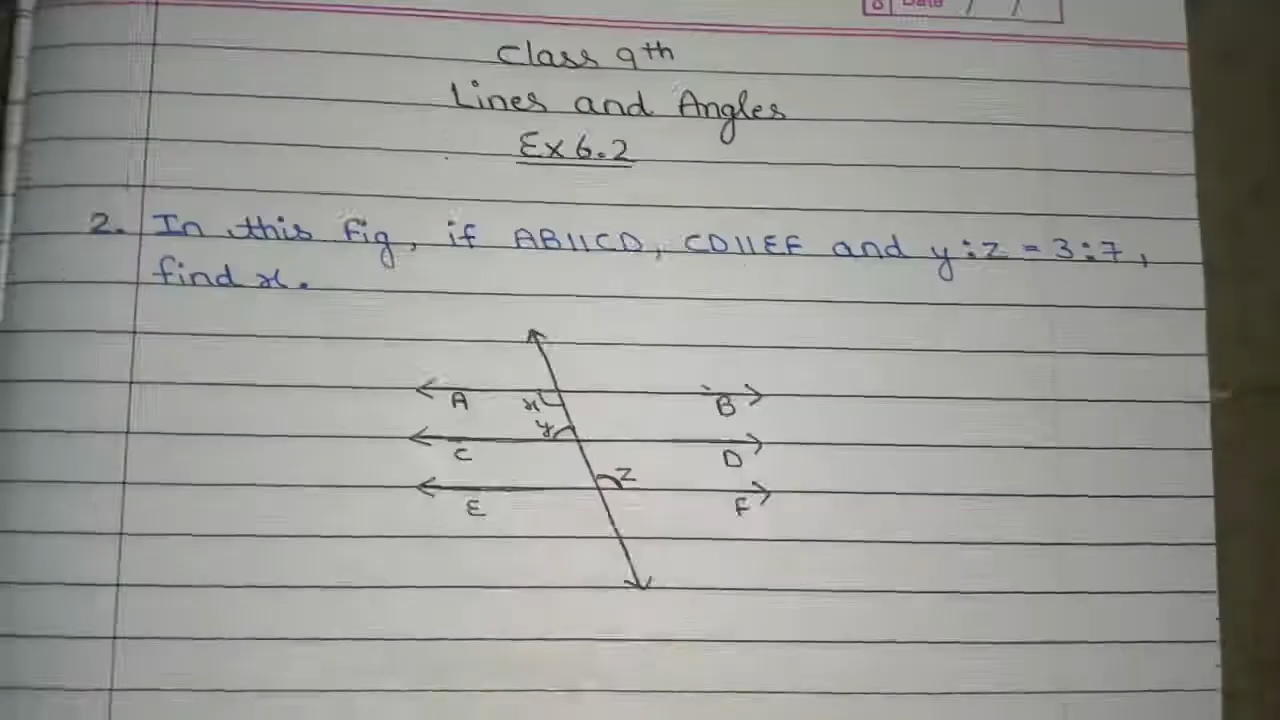 Date / /
Class 9th
Lines and Angles
Ex 6.2
2. In this Fig, if AB||CD, CD||EF and y:z = 3:7,
find x.
A x B
y
C D
z
E F